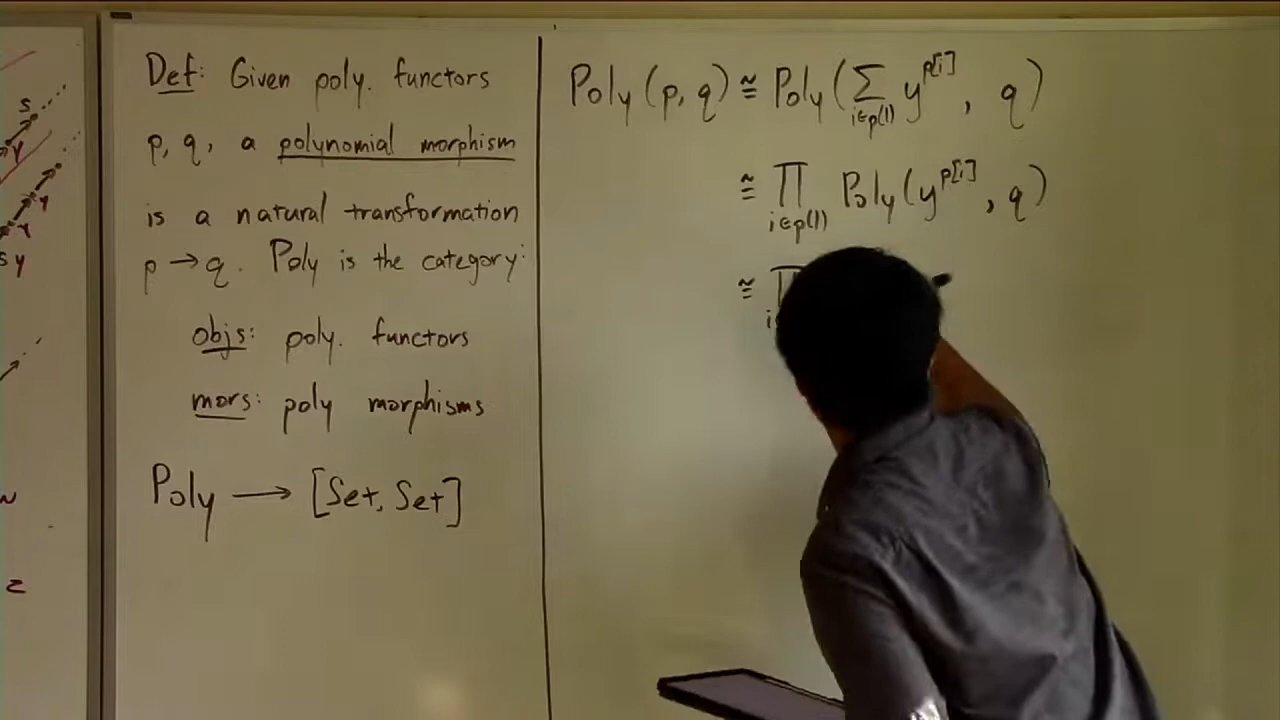 s
y
y
y
s y
z
Def: Given poly. functors
p, q, a polynomial morphism
is a natural transformation
p → q. Poly is the category:
objs: poly. functors
mors: poly morphisms
Poly → [Set, Set]
Poly(p, q) ≅ Poly(∑_{i∈p(1)} y^{p[i]}, q)
≅ ∏_{i∈p(1)} Poly(y^{p[i]}, q)
≅ ∏